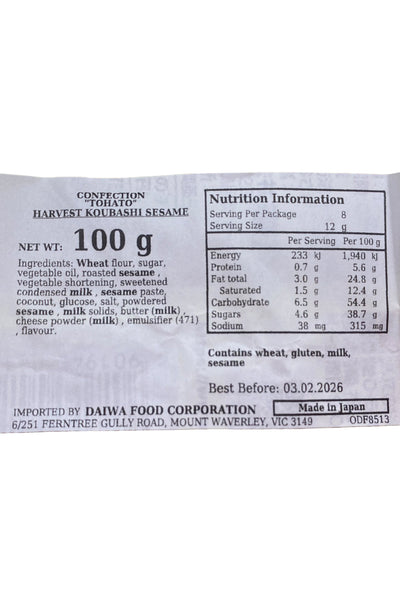 CONFECTION
"TOHATO"
HARVEST KOUBASHI SESAME
NET WT: 100 g
Ingredients: Wheat flour, sugar,
vegetable oil, roasted sesame ,
vegetable shortening, sweetened
condensed milk , sesame paste,
coconut, glucose, salt, powdered
sesame , milk solids, butter (milk) ,
cheese powder (milk) , emulsifier (471)
, flavour.
Nutrition Information
Serving Per Package 8
Serving Size 12 g
Per Serving Per 100 g
Energy 233 kJ 1,940 kJ
Protein 0.7 g 5.6 g
Fat total 3.0 g 24.8 g
Saturated 1.5 g 12.4 g
Carbohydrate 6.5 g 54.4 g
Sugars 4.6 g 38.7 g
Sodium 38 mg 315 mg
Contains wheat, gluten, milk,
sesame
Best Before: 03.02.2026
IMPORTED BY DAIWA FOOD CORPORATION Made in Japan
6/251 FERNTREE GULLY ROAD, MOUNT WAVERLEY, VIC 3149 ODF8513